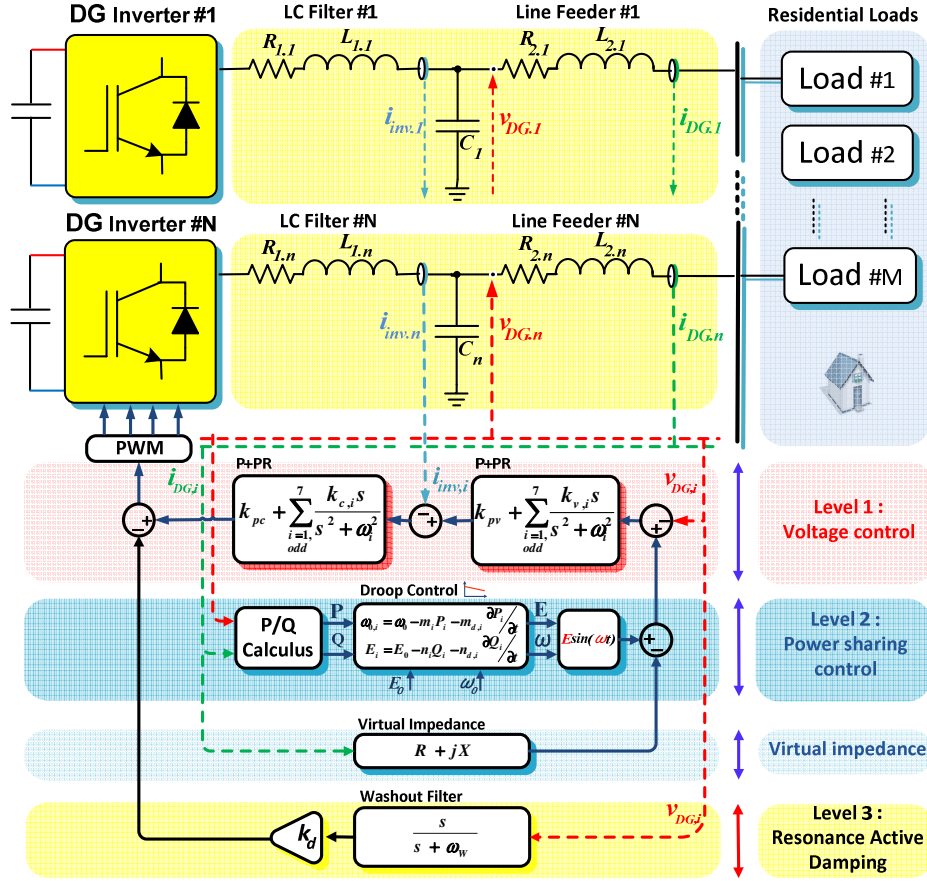 DG Inverter #1
LC Filter #1
Line Feeder #1
Residential Loads
R1.1
L1.1
R2.1
L2.1
Load #1
iinv.1
vDG.1
iDG.1
C1
Load #2
DG Inverter #N
LC Filter #N
Line Feeder #N
R1.n
L1.n
R2.n
L2.n
Load #M
iinv.n
vDG.n
iDG.n
Cn
PWM
iDG,i
P+PR
iinv,i
P+PR
vDG,i
kpc + ∑ 7 i=1, odd kc,i s / s² + ωi²
kpv + ∑ 7 i=1, odd kv,i s / s² + ωi²
- +
- +
+ -
Level 1 :
Voltage control
Droop Control
P/Q
Calculus
P
Q
ω0,i = ω0 - mi Pi - md,i ∂Pi/∂t
Ei = E0 - ni Qi - nd,i ∂Qi/∂t
E
ω
E sin(ωt)
+ -
E0
ω0
Level 2 :
Power sharing
control
Virtual Impedance
R + jX
Virtual impedance
Washout Filter
vDG,i
kd
s / s + ωw
Level 3 :
Resonance Active
Damping